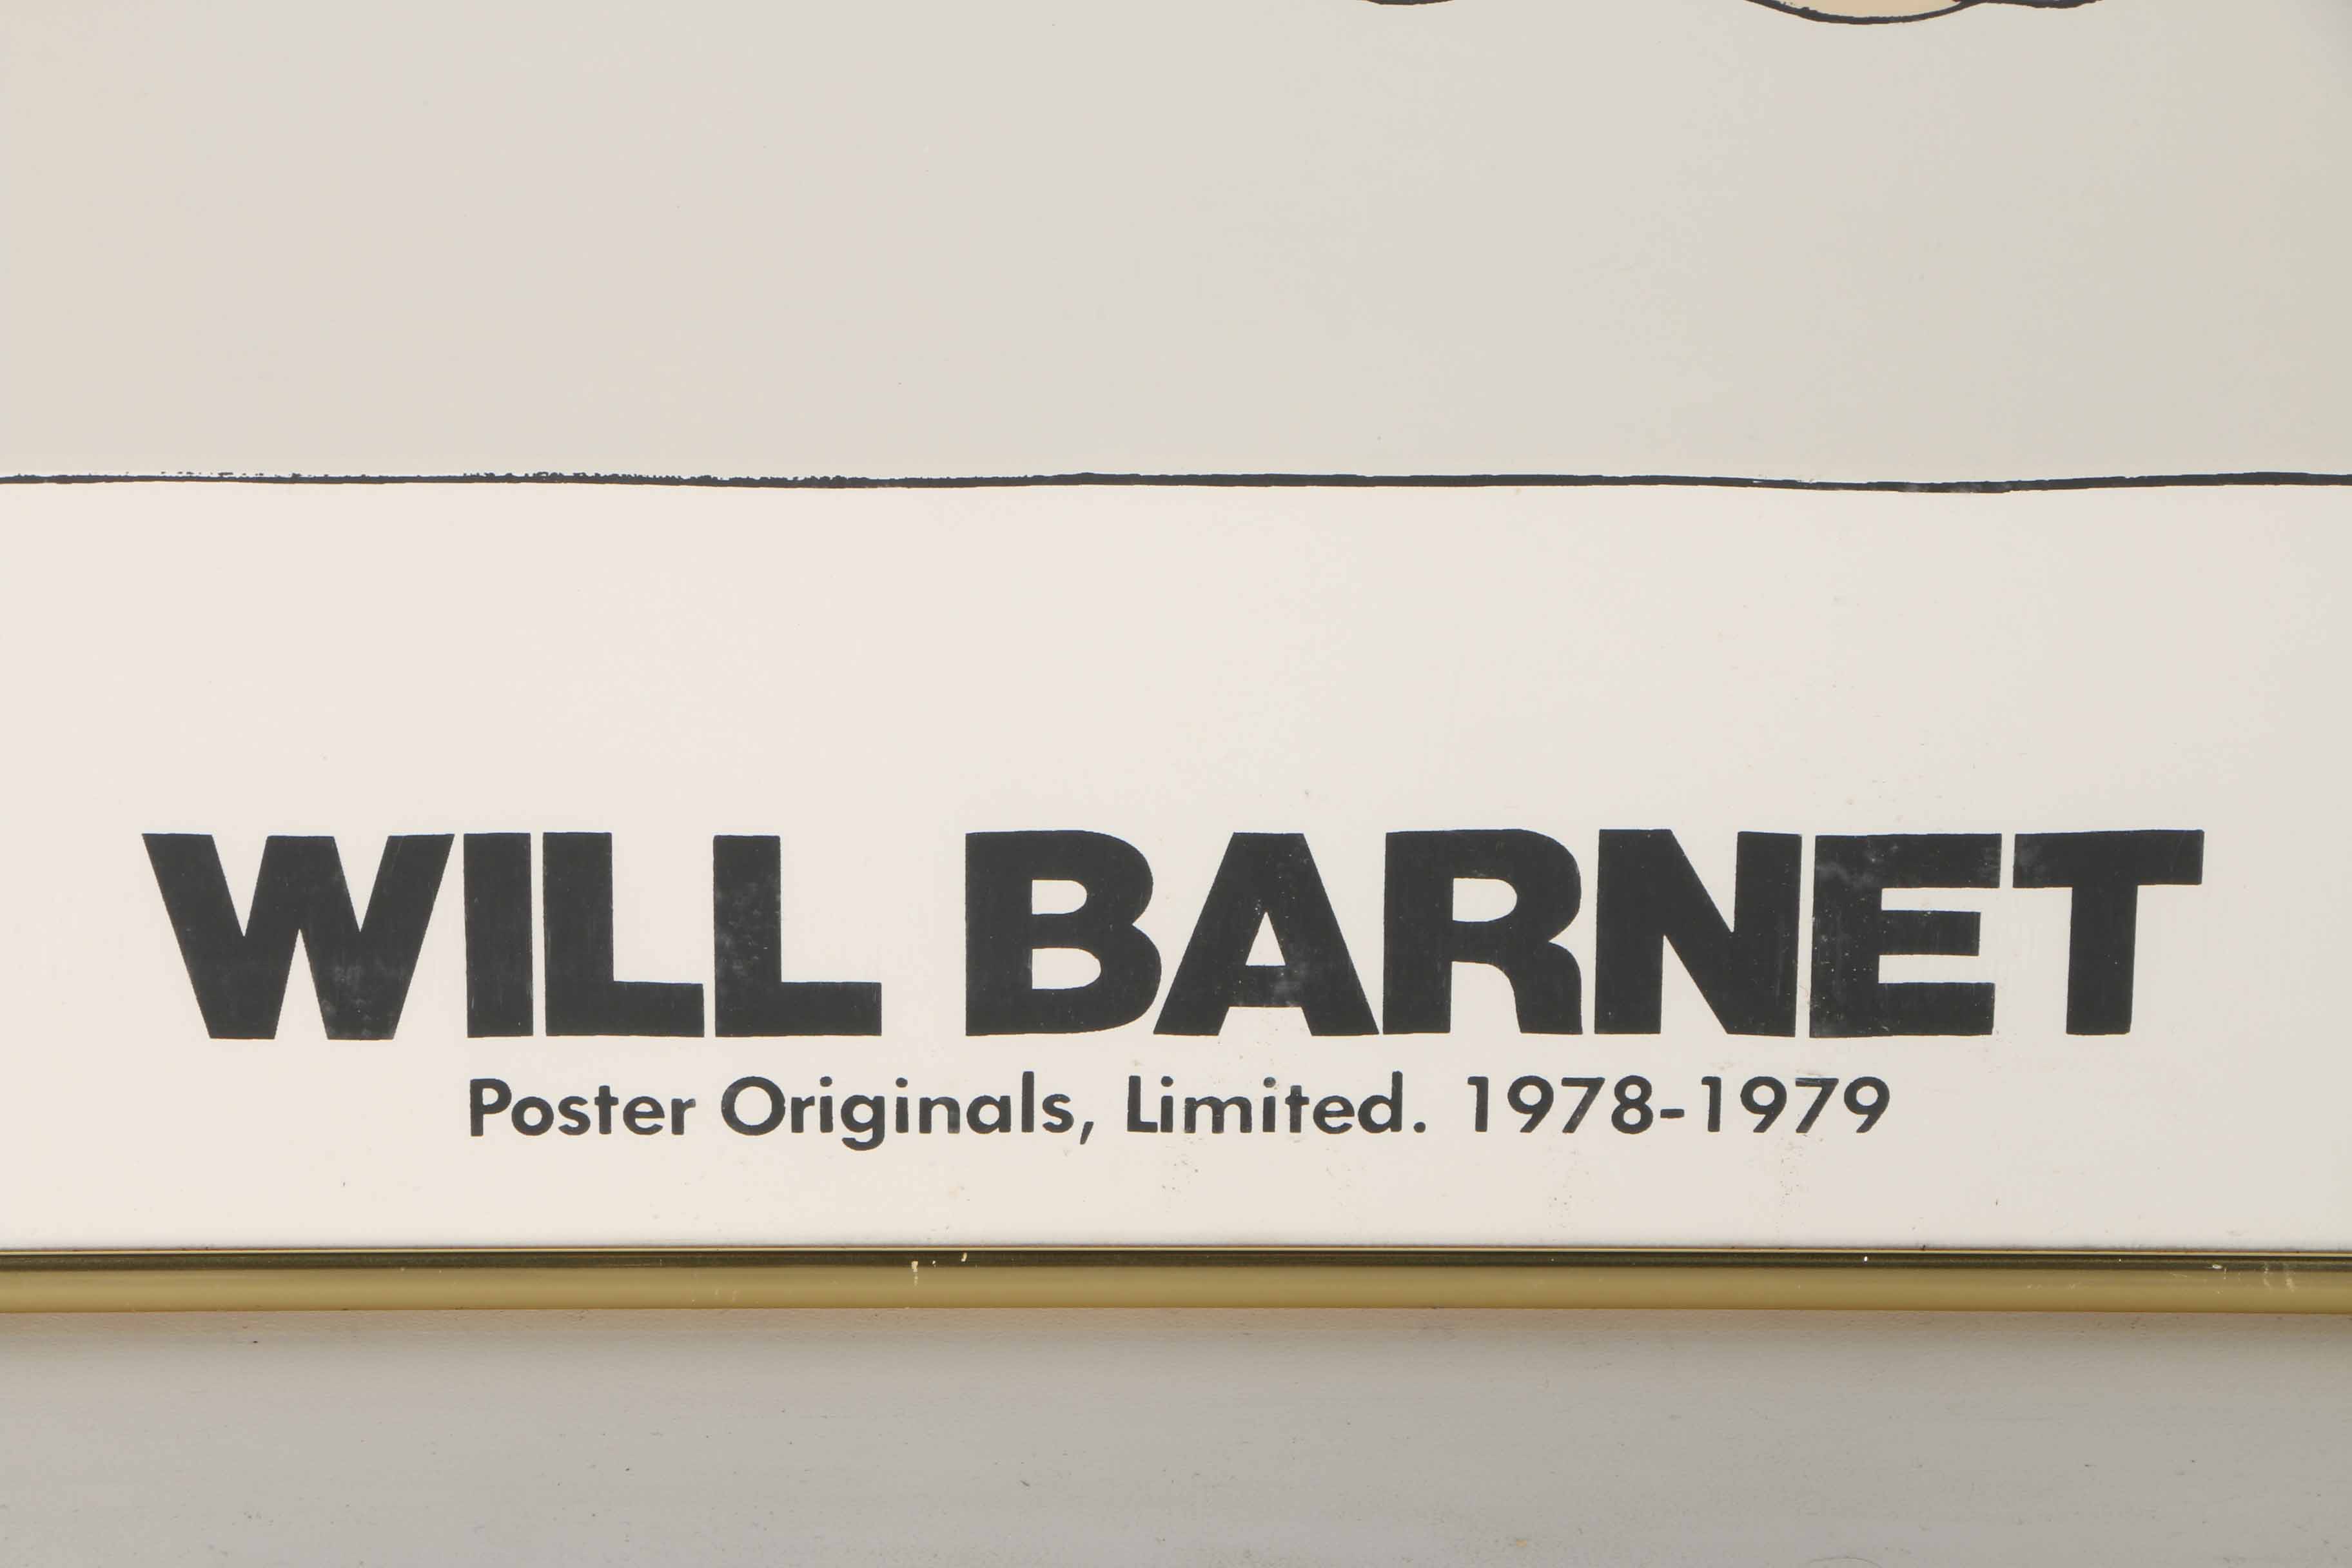 WILL BARNET
Poster Originals, Limited. 1978-1979